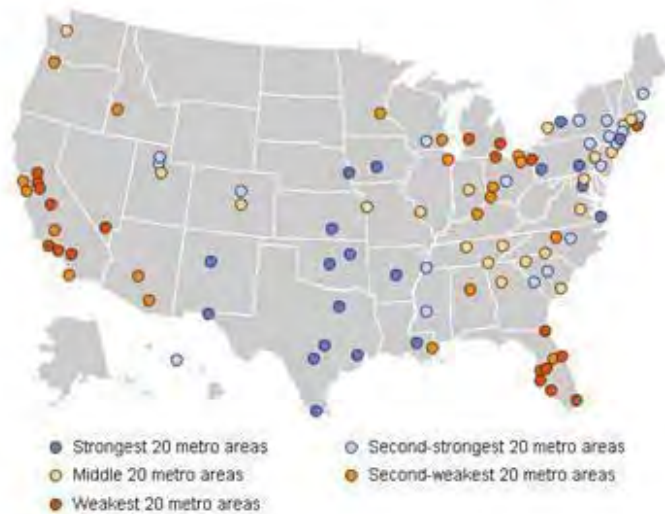 Strongest 20 metro areas
Second-strongest 20 metro areas
Middle 20 metro areas
Second-weakest 20 metro areas
Weakest 20 metro areas